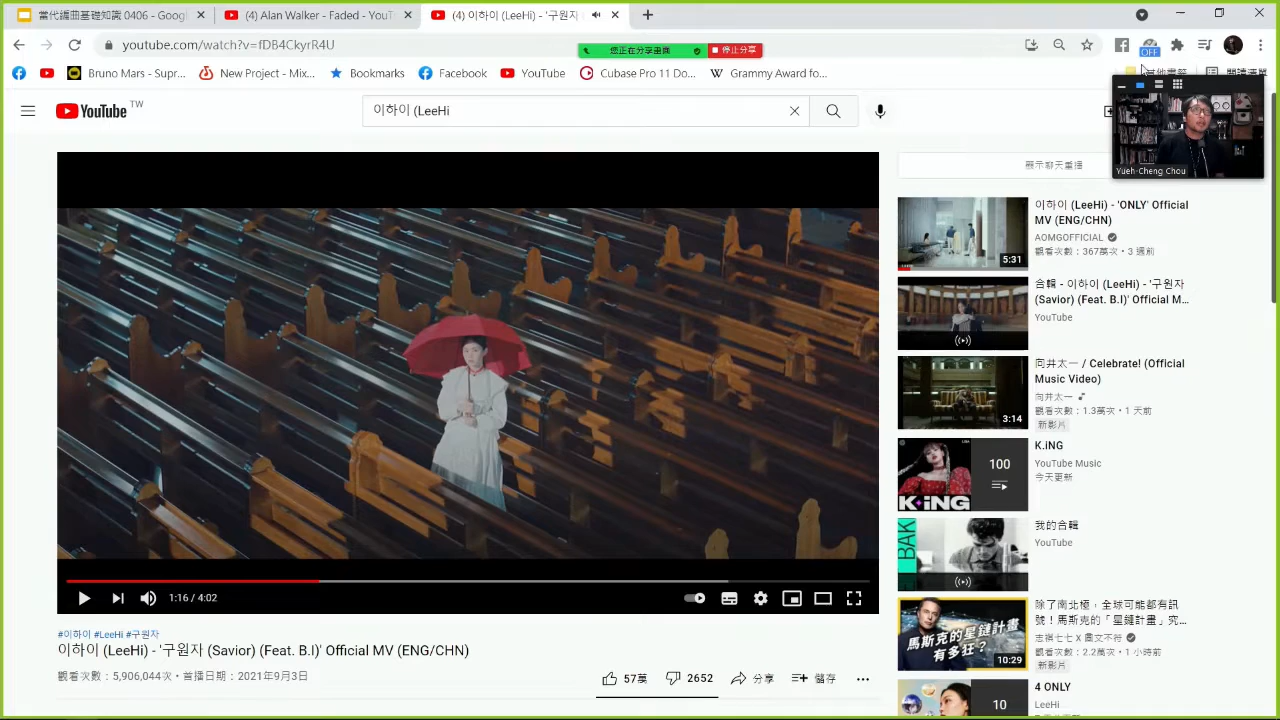 當代編曲基礎知識 0406 - Googl
(4) Alan Walker - Faded - YouT
(4) 이하이 (LeeHi) - '구원자 (
youtube.com/watch?v=fDB4CkyrR4U
您正在分享畫面
停止分享
OFF
Bruno Mars - Supr...
New Project - Mix...
Bookmarks
Facebook
YouTube
Cubase Pro 11 Do...
Grammy Award fo...
其他書籤
閱讀清單
YouTube TW
이하이 (LeeHi
Yueh-Cheng Chou
顯示聊天重播
이하이 (LeeHi) - 'ONLY' Official
MV (ENG/CHN)
AOMGOFFICIAL
觀看次數：367萬次・3 週前
5:31
合輯 - 이하이 (LeeHi) - '구원자
(Savior) (Feat. B.I)' Official M...
YouTube
向井太一 / Celebrate! (Official
Music Video)
向井太一
觀看次數：1.3萬次・1 天前
新影片
3:14
K.iNG
YouTube Music
今天更新
100
K·iNG
我的合輯
YouTube
BAK
除了南北極，全球可能都有訊
號！馬斯克的「星鏈計畫」究...
志祺七七 X 圖文不符
觀看次數：2.2萬次・1 小時前
新影片
馬斯克的星鏈計畫
有多狂？
10:29
4 ONLY
LeeHi
10
1:16 / 4:02
#이하이 #LeeHi #구원자
이하이 (LeeHi) - '구원자 (Savior) (Feat. B.I)' Official MV (ENG/CHN)
觀看次數：5,906,044次・首播日期：2021年9月3日
57萬
2652
分享
儲存